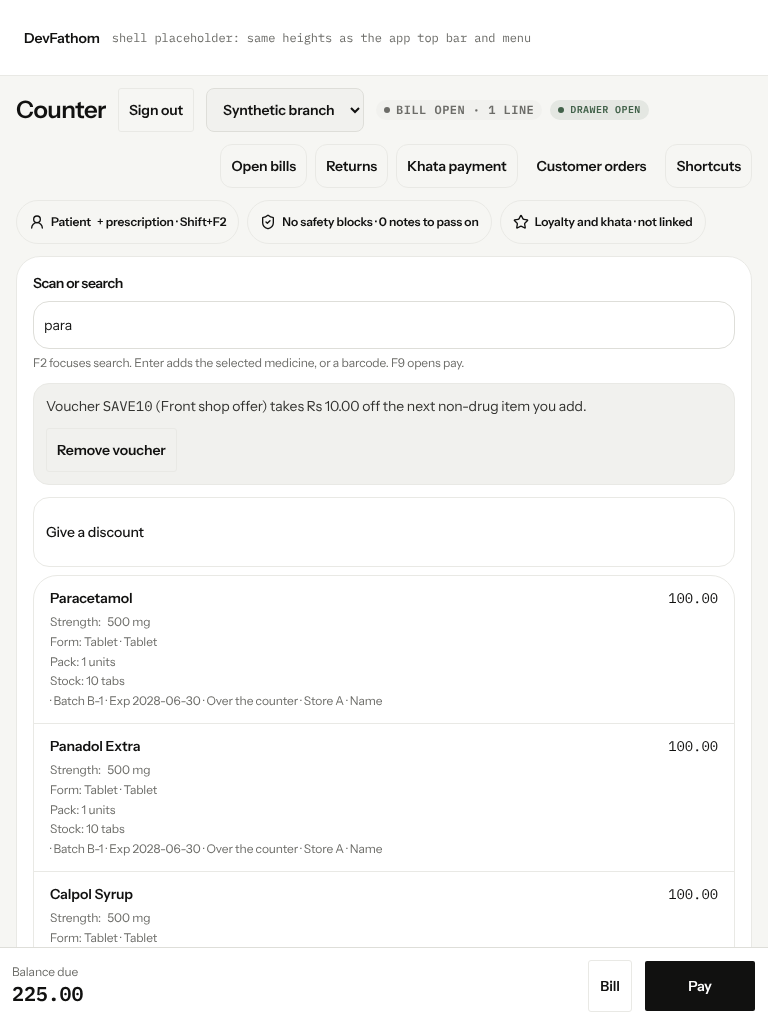 DevFathom shell placeholder: same heights as the app top bar and menu
Counter Sign out Synthetic branch BILL OPEN · 1 LINE DRAWER OPEN
Open bills Returns Khata payment Customer orders Shortcuts
Patient + prescription · Shift+F2 No safety blocks · 0 notes to pass on Loyalty and khata · not linked
Scan or search
para
F2 focuses search. Enter adds the selected medicine, or a barcode. F9 opens pay.
Voucher SAVE10 (Front shop offer) takes Rs 10.00 off the next non-drug item you add.
Remove voucher
Give a discount
Paracetamol 100.00
Strength: 500 mg
Form: Tablet · Tablet
Pack: 1 units
Stock: 10 tabs
· Batch B-1 · Exp 2028-06-30 · Over the counter · Store A · Name
Panadol Extra 100.00
Strength: 500 mg
Form: Tablet · Tablet
Pack: 1 units
Stock: 10 tabs
· Batch B-1 · Exp 2028-06-30 · Over the counter · Store A · Name
Calpol Syrup 100.00
Strength: 500 mg
Form: Tablet · Tablet
Balance due
225.00
Bill Pay